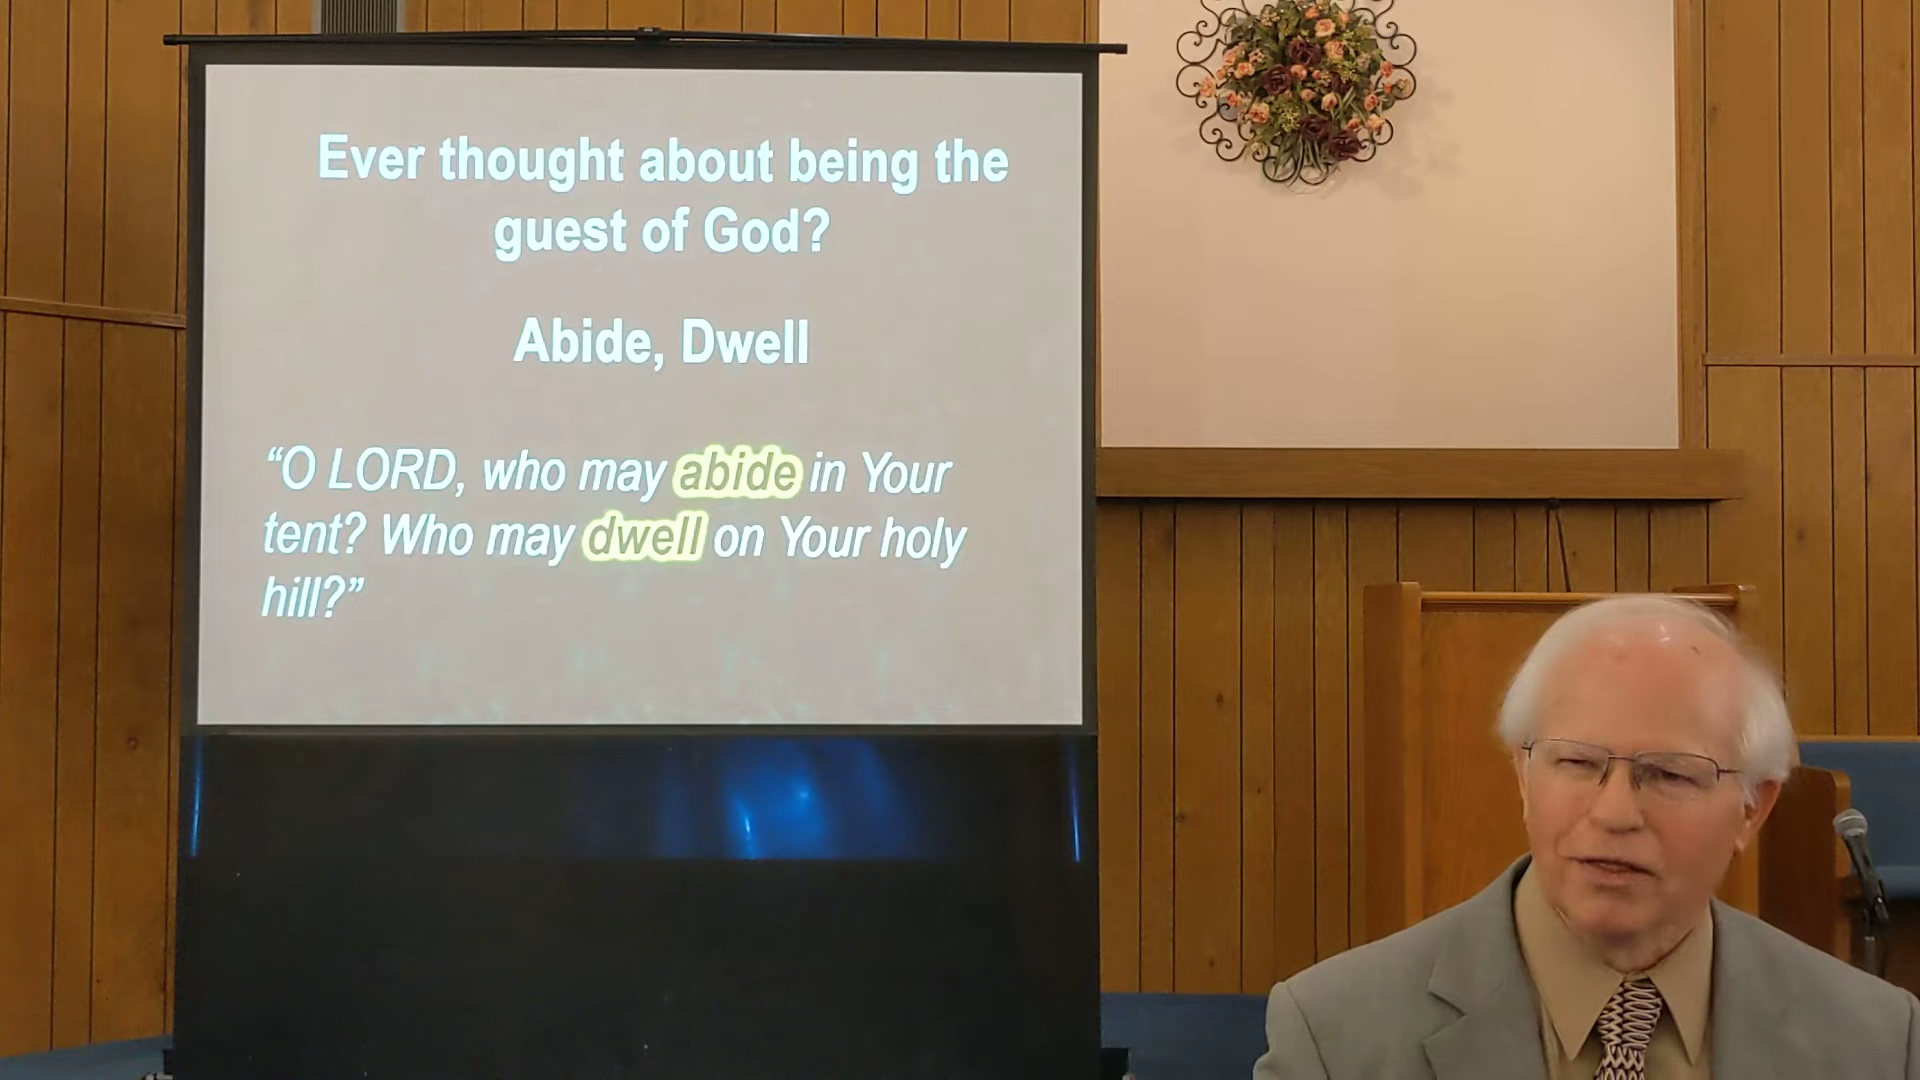 Ever thought about being the
guest of God?
Abide, Dwell
“O LORD, who may abide in Your
tent? Who may dwell on Your holy
hill?”